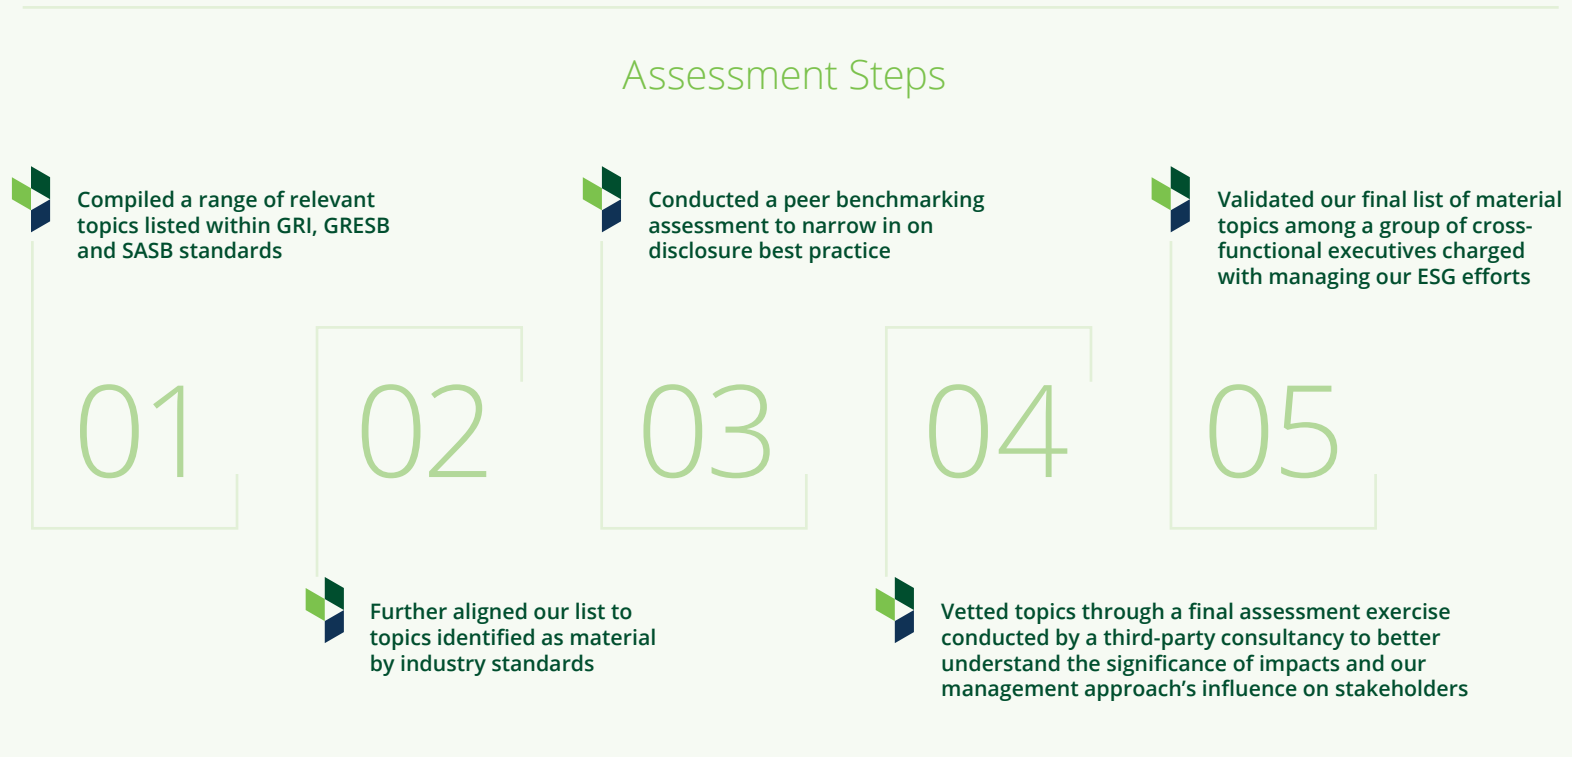 Assessment Steps
01
Compiled a range of relevant
topics listed within GRI, GRESB
and SASB standards
02
Further aligned our list to
topics identified as material
by industry standards
03
Conducted a peer benchmarking
assessment to narrow in on
disclosure best practice
04
Vetted topics through a final assessment exercise
conducted by a third-party consultancy to better
understand the significance of impacts and our
management approach’s influence on stakeholders
05
Validated our final list of material
topics among a group of cross-
functional executives charged
with managing our ESG efforts